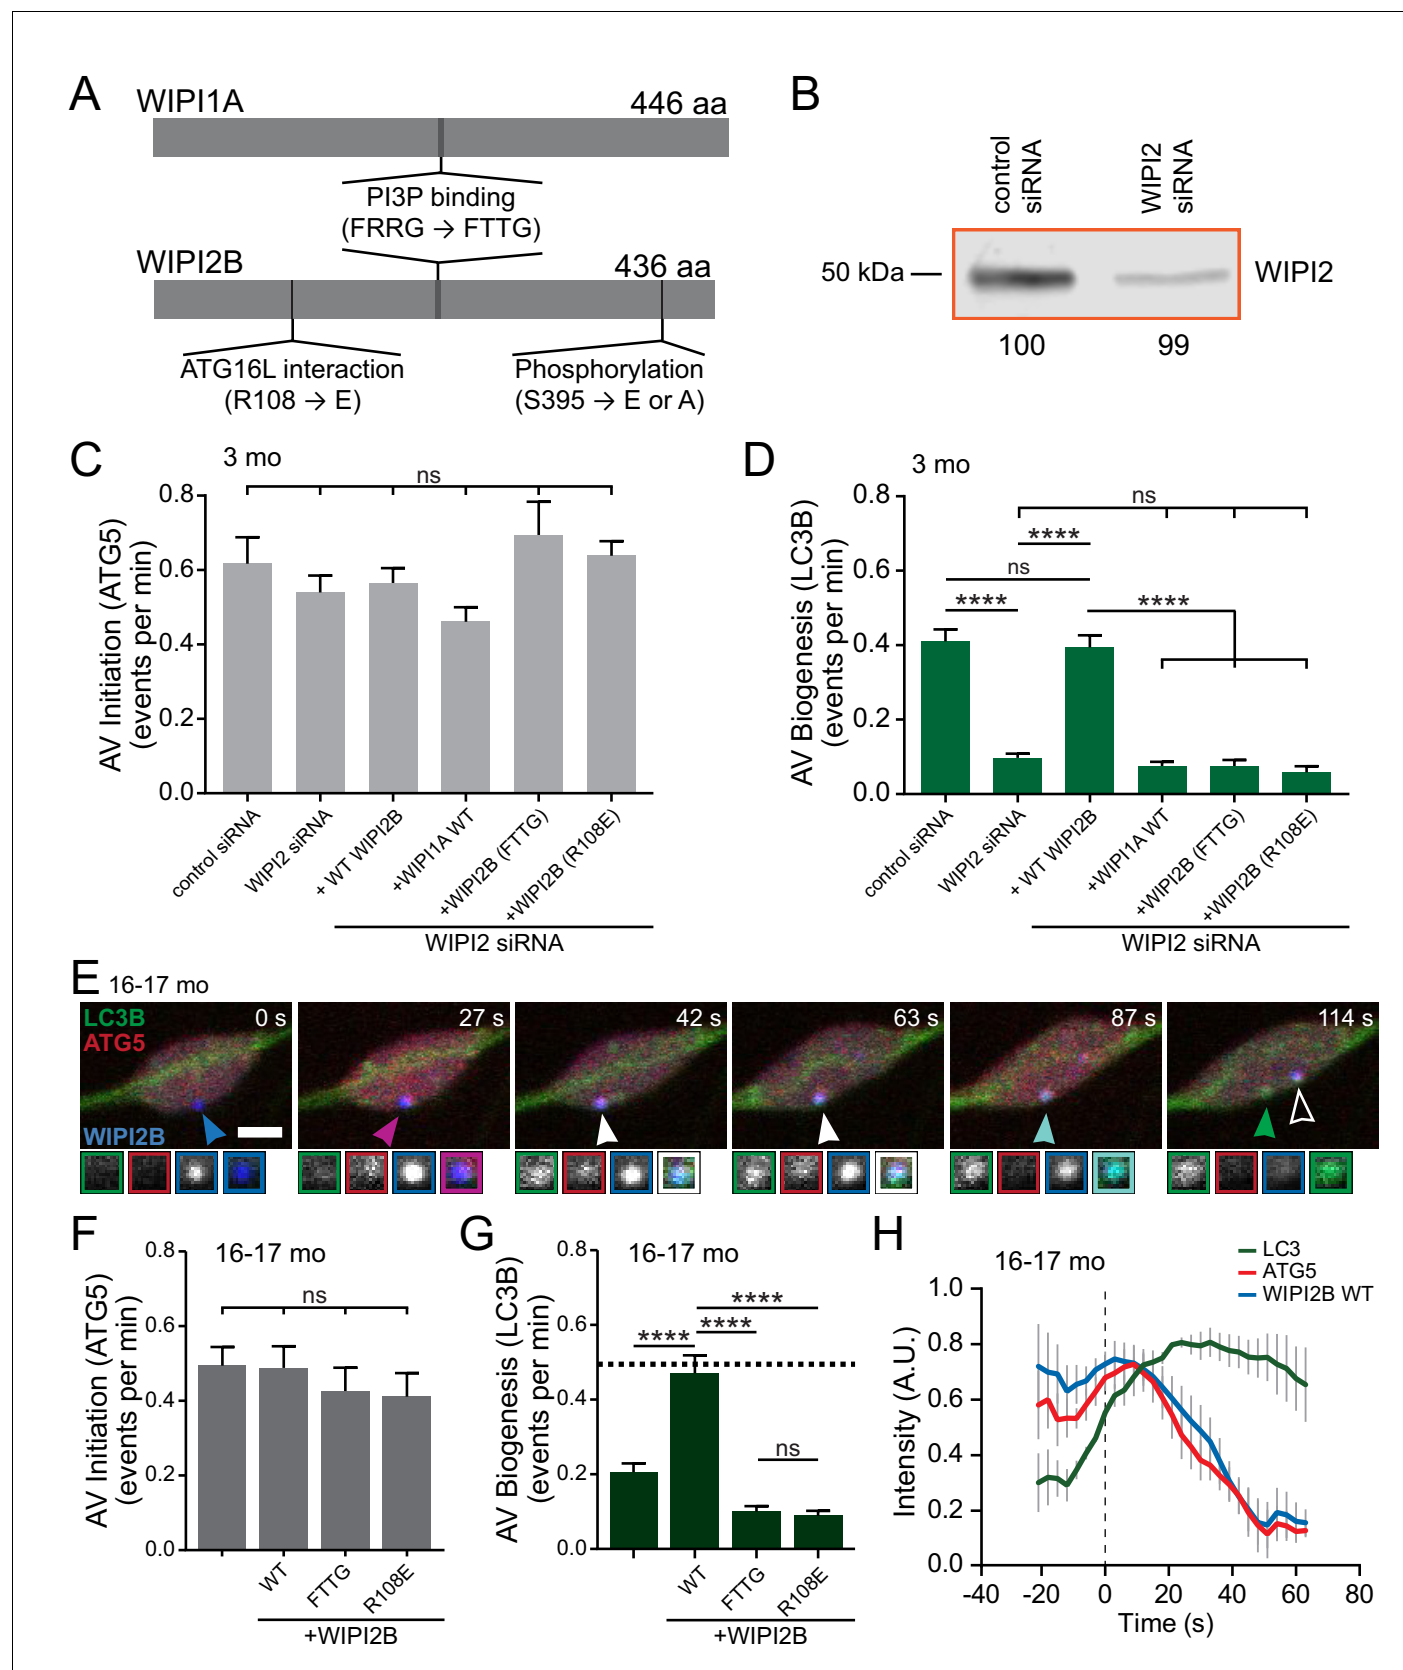 A
WIPI1A
446 aa
PI3P binding
(FRRG → FTTG)
WIPI2B
436 aa
ATG16L interaction
(R108 → E)
Phosphorylation
(S395 → E or A)
B
control siRNA
WIPI2 siRNA
50 kDa
WIPI2
100
99
C
3 mo
ns
AV Initiation (ATG5)
(events per min)
0.8
0.6
0.4
0.2
0.0
control siRNA
WIPI2 siRNA
+ WT WIPI2B
+WIPI1A WT
+WIPI2B (FTTG)
+WIPI2B (R108E)
WIPI2 siRNA
D
3 mo
ns
****
ns
****
****
AV Biogenesis (LC3B)
(events per min)
0.8
0.6
0.4
0.2
0.0
control siRNA
WIPI2 siRNA
+ WT WIPI2B
+WIPI1A WT
+WIPI2B (FTTG)
+WIPI2B (R108E)
WIPI2 siRNA
E
16-17 mo
LC3B
ATG5
WIPI2B
0 s
27 s
42 s
63 s
87 s
114 s
F
16-17 mo
ns
AV Initiation (ATG5)
(events per min)
0.8
0.6
0.4
0.2
0.0
WT
FTTG
R108E
+WIPI2B
G
16-17 mo
****
****
****
ns
AV Biogenesis (LC3B)
(events per min)
0.8
0.6
0.4
0.2
0.0
WT
FTTG
R108E
+WIPI2B
H
16-17 mo
LC3
ATG5
WIPI2B WT
Intensity (A.U.)
1.0
0.8
0.6
0.4
0.2
0.0
-40
-20
0
20
40
60
80
Time (s)